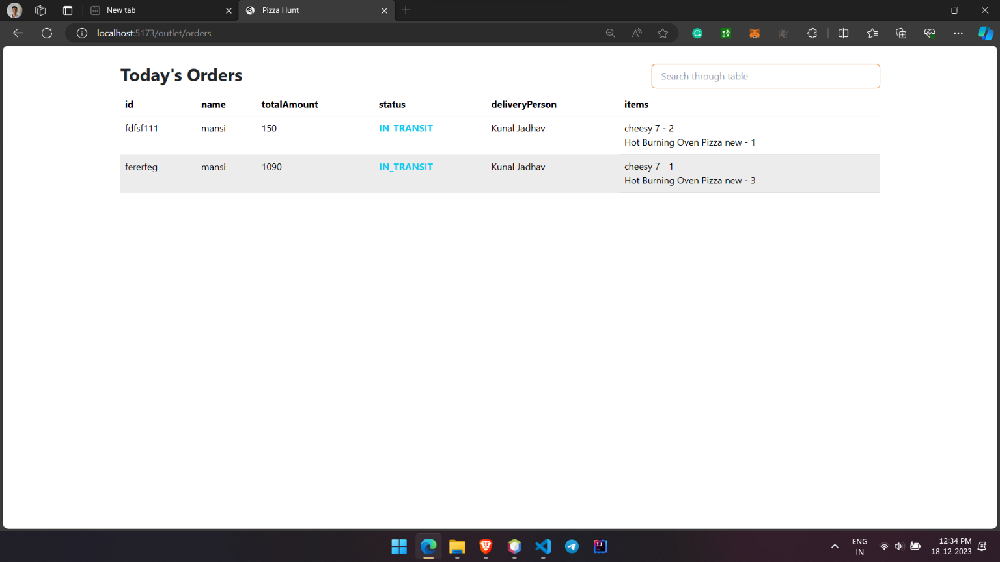 New tab
Pizza Hunt
localhost:5173/outlet/orders
Today's Orders
Search through table
id name totalAmount status deliveryPerson items
fdfsf111 mansi 150 IN_TRANSIT Kunal Jadhav cheesy 7 - 2
Hot Burning Oven Pizza new - 1
fererfeg mansi 1090 IN_TRANSIT Kunal Jadhav cheesy 7 - 1
Hot Burning Oven Pizza new - 3
ENG
IN
12:34 PM
18-12-2023